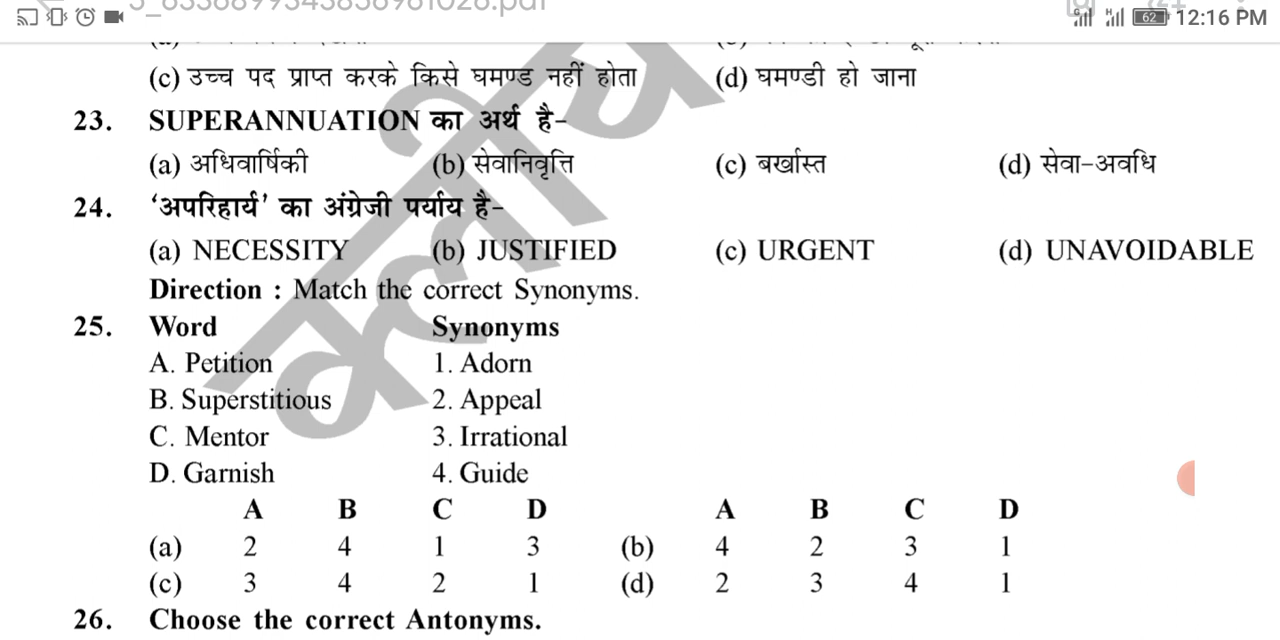 12:16 PM
62
(c) उच्च पद प्राप्त करके किसे घमण्ड नहीं होता (d) घमण्डी हो जाना
23. SUPERANNUATION का अर्थ है-
(a) अधिवार्षिकी (b) सेवानिवृत्ति (c) बर्खास्त (d) सेवा-अवधि
24. ‘अपरिहार्य’ का अंग्रेजी पर्याय है-
(a) NECESSITY (b) JUSTIFIED (c) URGENT (d) UNAVOIDABLE
Direction : Match the correct Synonyms.
25. Word Synonyms
A. Petition 1. Adorn
B. Superstitious 2. Appeal
C. Mentor 3. Irrational
D. Garnish 4. Guide
A B C D A B C D
(a) 2 4 1 3 (b) 4 2 3 1
(c) 3 4 2 1 (d) 2 3 4 1
26. Choose the correct Antonyms.